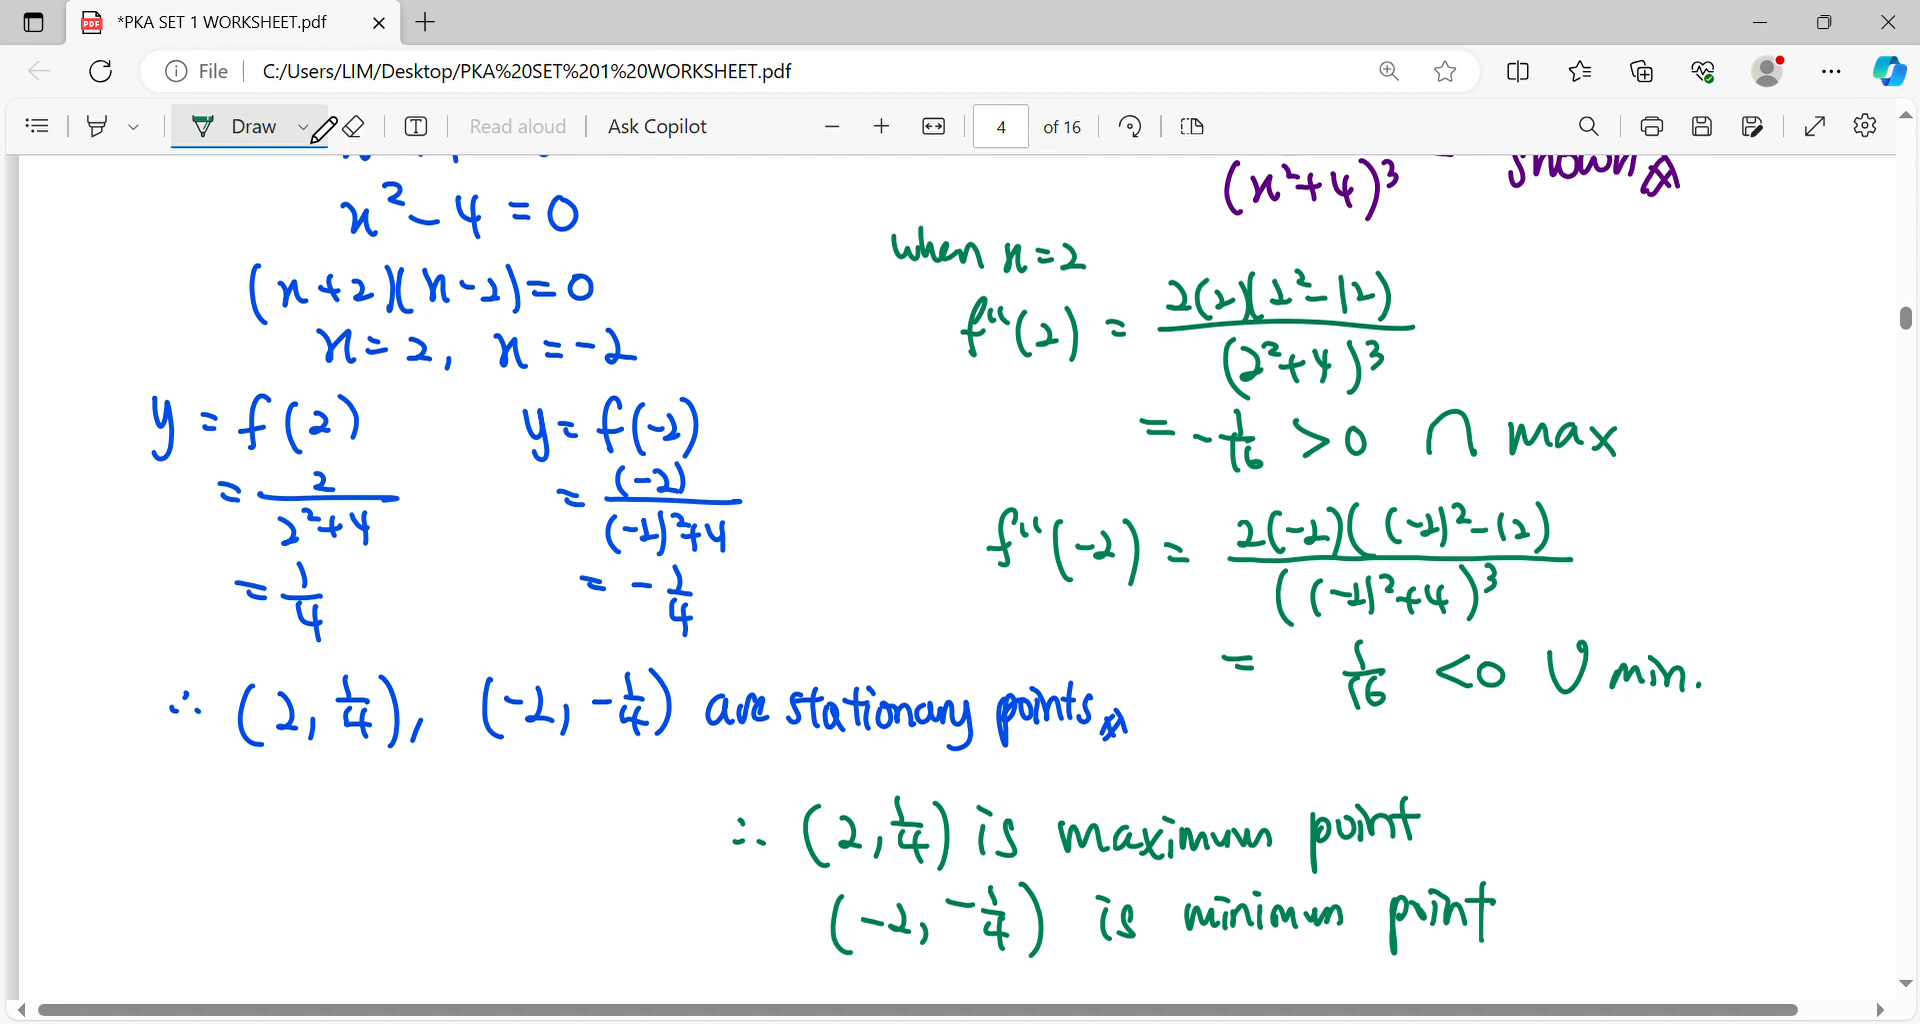 *PKA SET 1 WORKSHEET.pdf
File C:/Users/LIM/Desktop/PKA%20SET%201%20WORKSHEET.pdf
Draw Read aloud Ask Copilot 4 of 16
x² - 4 = 0
(x+2)(x-2) = 0
x = 2, x = -2
y = f(2)
= 2/(2²+4)
= 1/4
y = f(-2)
= (-2)/((-2)²+4)
= -1/4
∴ (2, 1/4), (-2, -1/4) are stationary points
(x²+4)³ shown
when x = 2
f''(2) = 2(2)(2²-12)/(2²+4)³
= -1/16 > 0 ∩ max
f''(-2) = 2(-2)((-2)²-12)/((-2)²+4)³
= 1/16 < 0 ∪ min.
∴ (2, 1/4) is maximum point
(-2, -1/4) is minimum point